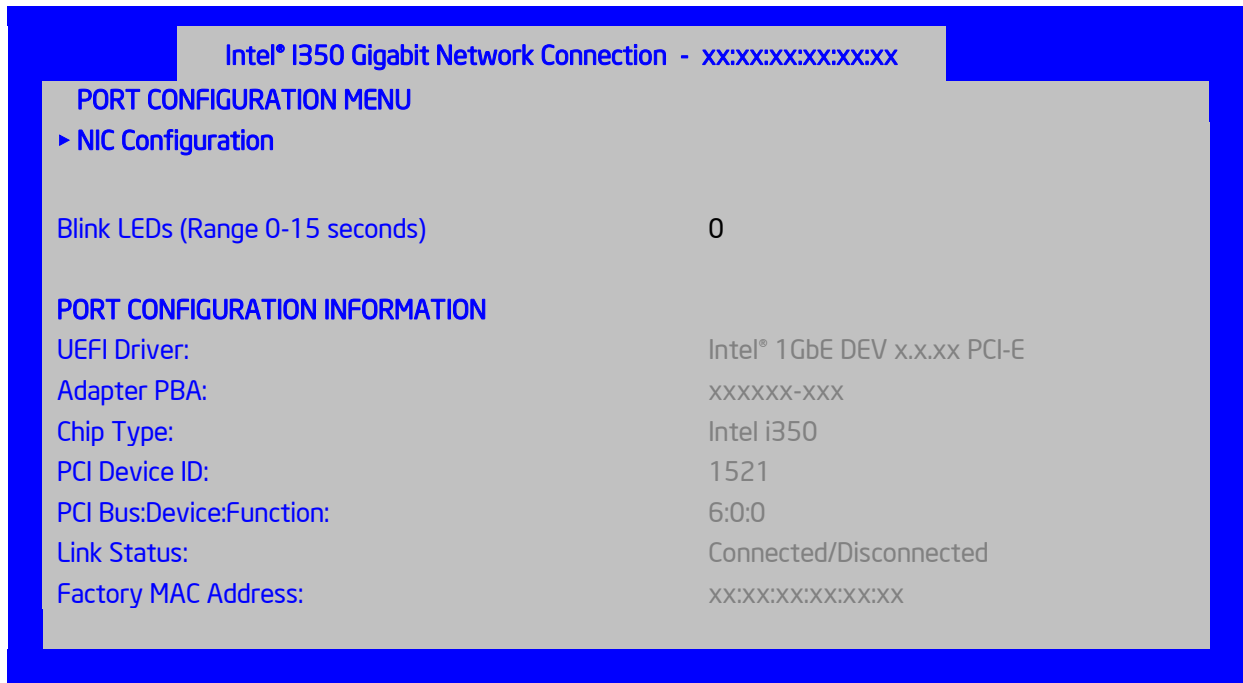 Intel® I350 Gigabit Network Connection - xx:xx:xx:xx:xx:xx
PORT CONFIGURATION MENU
► NIC Configuration
Blink LEDs (Range 0-15 seconds) 0
PORT CONFIGURATION INFORMATION
UEFI Driver: Intel® 1GbE DEV x.x.xx PCI-E
Adapter PBA: xxxxxx-xxx
Chip Type: Intel i350
PCI Device ID: 1521
PCI Bus:Device:Function: 6:0:0
Link Status: Connected/Disconnected
Factory MAC Address: xx:xx:xx:xx:xx:xx